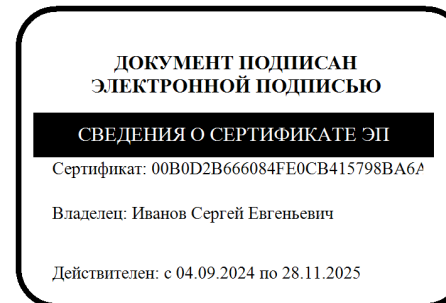 ДОКУМЕНТ ПОДПИСАН
ЭЛЕКТРОННОЙ ПОДПИСЬЮ
СВЕДЕНИЯ О СЕРТИФИКАТЕ ЭП
Сертификат: 00B0D2B666084FE0CB415798BA6A
Владелец: Иванов Сергей Евгеньевич
Действителен: с 04.09.2024 по 28.11.2025